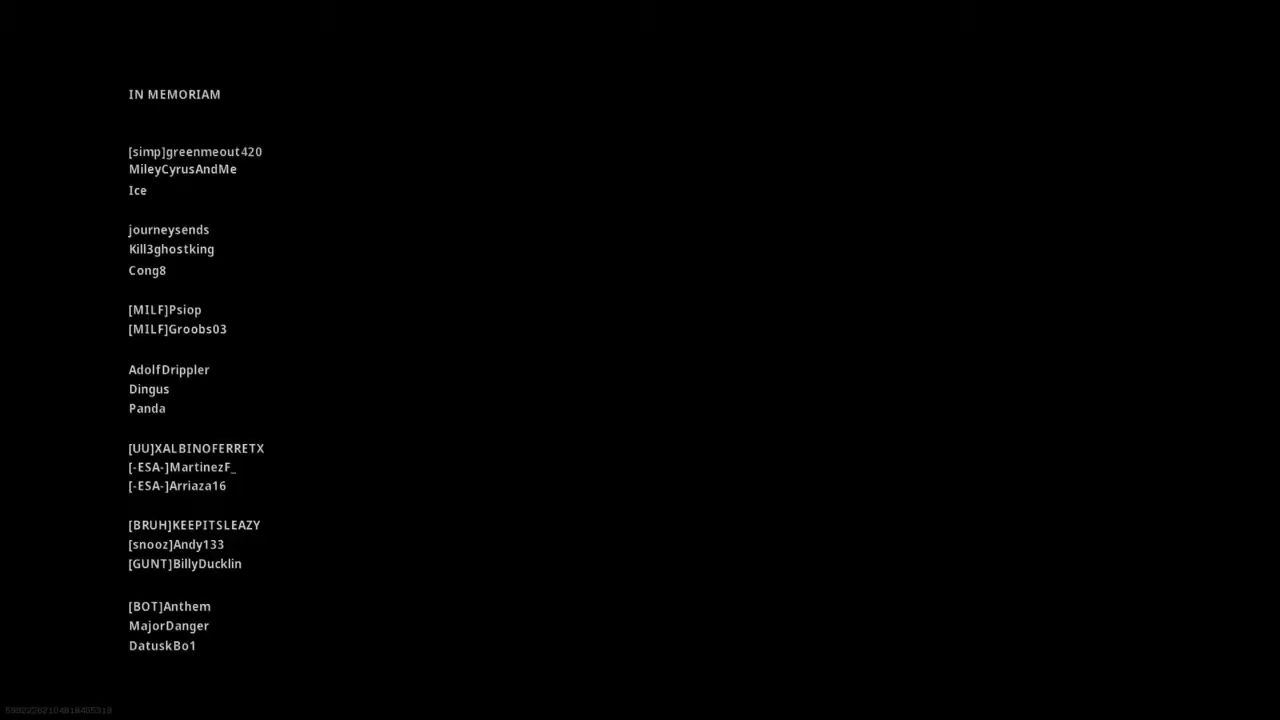 IN MEMORIAM
[simp]greenmeout420
MileyCyrusAndMe
Ice
journeysends
Kill3ghostking
Cong8
[MILF]Psiop
[MILF]Groobs03
AdolfDrippler
Dingus
Panda
[UU]XALBINOFERRETX
[-ESA-]MartinezF_
[-ESA-]Arriaza16
[BRUH]KEEPITSLEAZY
[snooz]Andy133
[GUNT]BillyDucklin
[BOT]Anthem
MajorDanger
DatuskBo1